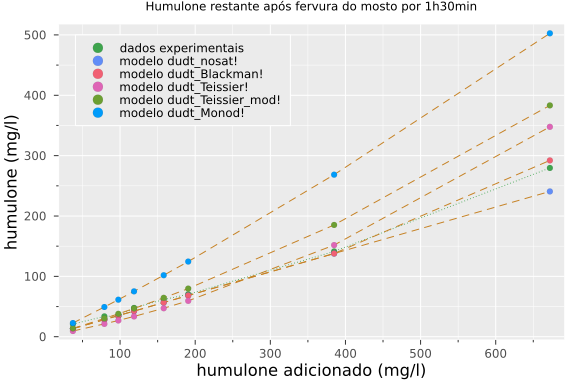 Humulone restante após fervura do mosto por 1h30min
500
400
300
200
100
0
humulone (mg/l)
dados experimentais
modelo dudt_nosat!
modelo dudt_Blackman!
modelo dudt_Teissier!
modelo dudt_Teissier_mod!
modelo dudt_Monod!
100 200 300 400 500 600
humulone adicionado (mg/l)